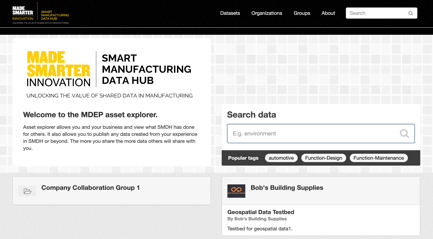 MADE
SMARTER
INNOVATION
SMART
MANUFACTURING
DATA HUB
Datasets
Organizations
Groups
About
Search
MADE
SMARTER
INNOVATION
SMART
MANUFACTURING
DATA HUB
UNLOCKING THE VALUE OF SHARED DATA IN MANUFACTURING
Welcome to the MDEP asset explorer.
Asset explorer allows you and your business and view what SMDH has done
for others. It also allows you to publish any data created from your experience
in SMDH or beyond. The more you share the more data others will share with
you.
Search data
E.g. environment
Popular tags
automotive
Function-Design
Function-Maintenance
Company Collaboration Group 1
Bob's Building Supplies
Geospatial Data Testbed
By Bob's Building Supplies
Testbed for geospatial data1.